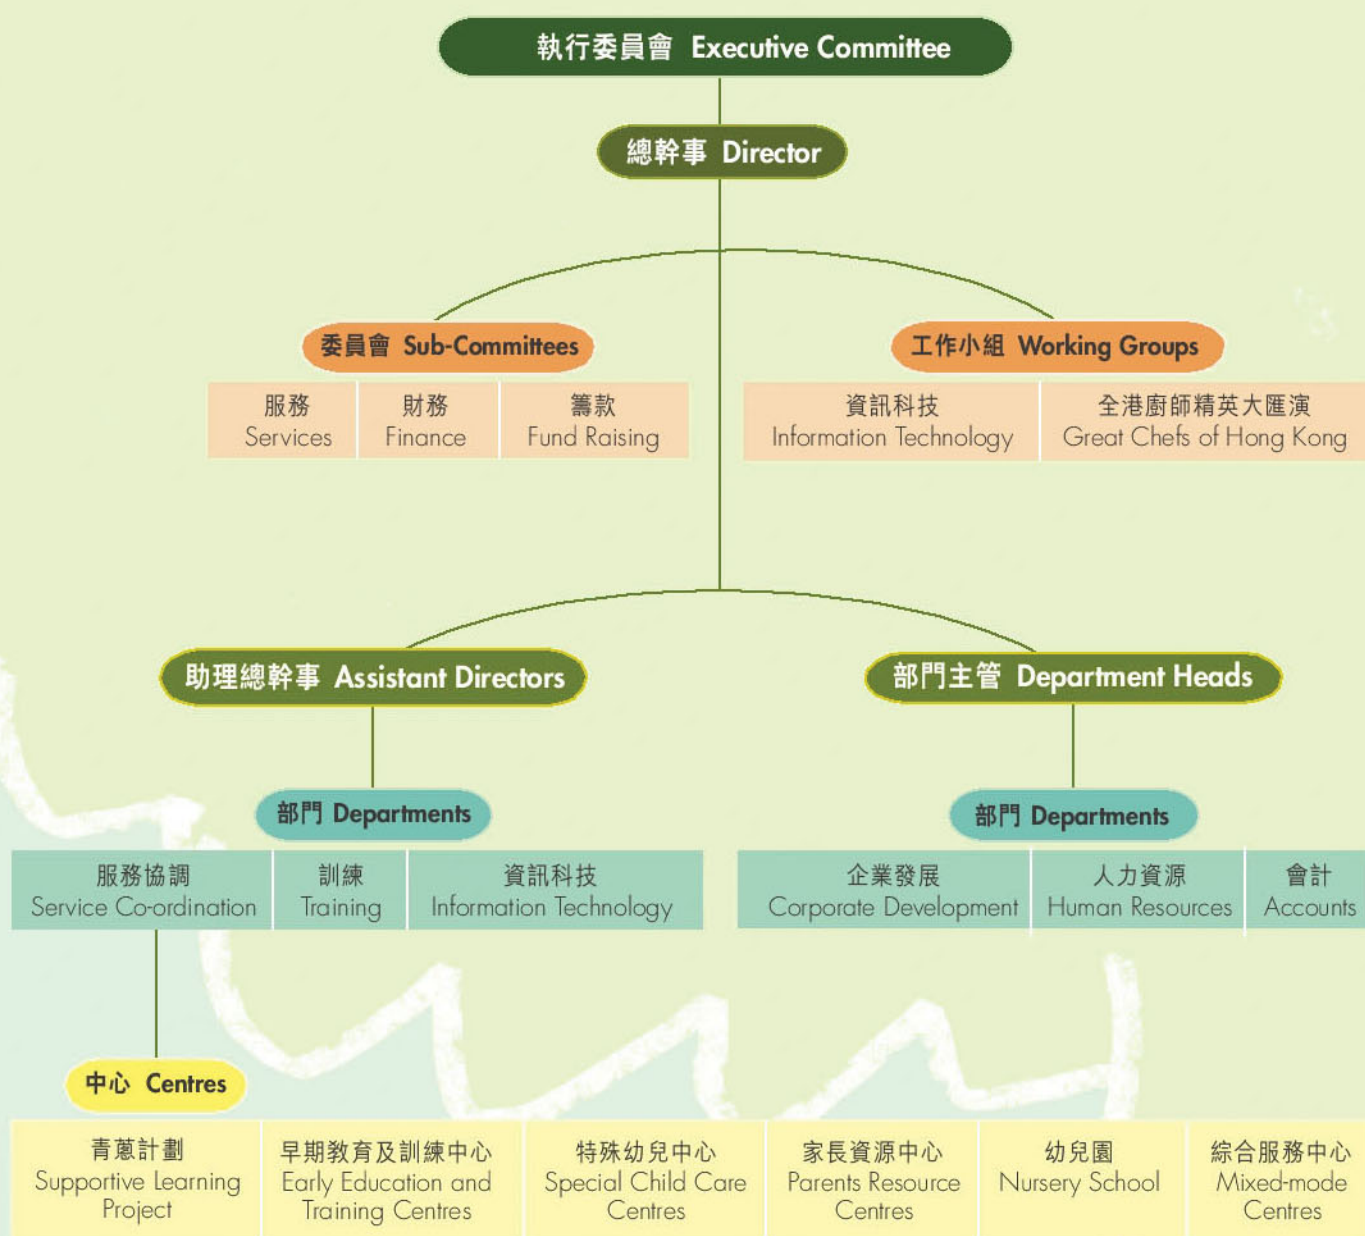 執行委員會 Executive Committee
總幹事 Director
委員會 Sub-Committees
工作小組 Working Groups
服務
Services
財務
Finance
籌款
Fund Raising
資訊科技
Information Technology
全港廚師精英大匯演
Great Chefs of Hong Kong
助理總幹事 Assistant Directors
部門主管 Department Heads
部門 Departments
部門 Departments
服務協調
Service Co-ordination
訓練
Training
資訊科技
Information Technology
企業發展
Corporate Development
人力資源
Human Resources
會計
Accounts
中心 Centres
青蔥計劃
Supportive Learning
Project
早期教育及訓練中心
Early Education and
Training Centres
特殊幼兒中心
Special Child Care
Centres
家長資源中心
Parents Resource
Centres
幼兒園
Nursery School
綜合服務中心
Mixed-mode
Centres